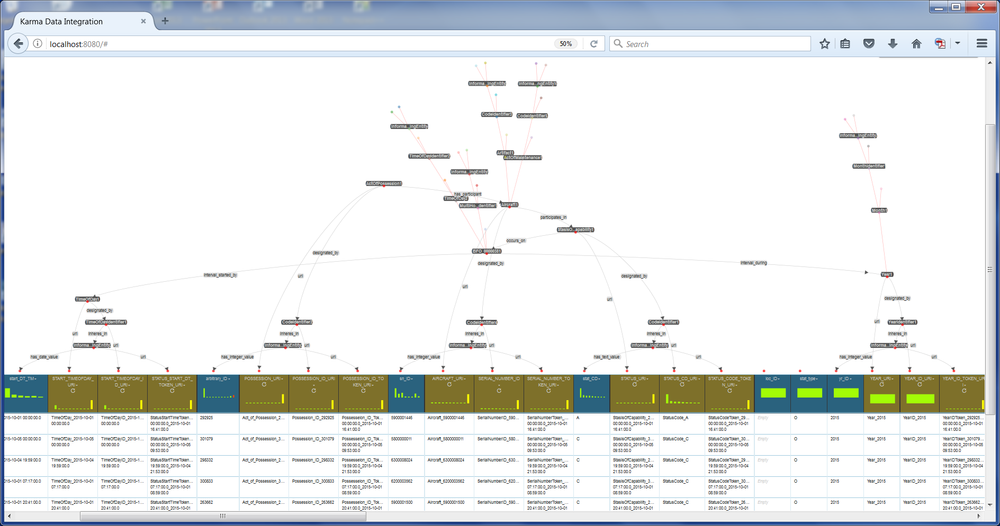 Karma Data Integration
localhost:8080/#
50%
Search
Informa...ingEntity
Informa...ngEntity1
CodeIdentifier3
CodeIdentifier5
Informa...ingEntity
Informa...ingEntity
TimeOfDayIdentifier2
Artifact1
ActOfMaintenance1
MonthIdentifier
Informa...ingEntity
ActOfPossession1
has_participant
TimeOfDay2
MultiHo...dentifier1
Aircraft1
Month1
participates_in
StasisO...apability1
occurs_on
BFO_00000381
designated_by
designated_by
interval_during
interval_started_by
uri
designated_by
Year1
uri
TimeOfDay1
uri
designated_by
designated_by
TimeOfDayIdentifier1
CodeIdentifier2
CodeIdentifier4
CodeIdentifier1
uri
YearIdentifier1
uri
inheres_in
inheres_in
inheres_in
inheres_in
inheres_in
Informa...ingEntity
uri
Informa...ingEntity
uri
Informa...ingEntity
uri
Informa...ingEntity
uri
Informa...ingEntity
uri
has_date_value
uri
has_integer_value
uri
has_integer_value
uri
has_text_value
uri
has_integer_value
uri
start_DT_TM
START_TIMEOFDAY_URI
START_TIMEOFDAY_ID_URI
STATUS_START_DT_TOKEN_URI
arbitrary_ID
POSSESSION_URI
POSSESSION_ID_URI
POSSESSION_ID_TOKEN_URI
sn_ID
AIRCRAFT_URI
SERIAL_NUMBER_ID
SERIAL_NUMBER_TOKEN_URI
stat_CD
STATUS_URI
STATUS_CD_URI
STATUS_CODE_TOKEN_URI
loc_ID
stat_type
yr_ID
YEAR_URI
YEAR_ID_URI
YEAR_ID_TOKEN_URI
015-10-01 00:00:00.0
TimeOfDay_2015-10-01 00:00:00.0
TimeOfDayID_2015-1... 00:00:00.0
StatusStartTimeToken... 00:00:00.0_2015-10-01 16:41:00.0
292925
Act_of_Possession_2...
Possession_ID_292925
Possession_ID_Tok... 00:00:00.0_2015-10-01 16:41:00.0
5900001446
Aircraft_5900001446
SerialNumberID_590...
SerialNumberToken_... 00:00:00.0_2015-10-01 16:41:00.0
A
StasisOfCapability_2... 00:00:00.0_2015-10-01 16:41:00.0
StatusCode_A
StatusCodeToken_29... 00:00:00.0_2015-10-01 16:41:00.0
Empty
O
2015
Year_2015
YearID_2015
YearIDToken_292925... 00:00:00.0_2015-10-01 16:41:00.0
015-10-05 00:00:00.0
TimeOfDay_2015-10-05 00:00:00.0
TimeOfDayID_2015-1... 00:00:00.0
StatusStartTimeToken... 00:00:00.0_2015-10-05 09:53:00.0
301079
Act_of_Possession_3...
Possession_ID_301079
Possession_ID_Tok... 00:00:00.0_2015-10-05 09:53:00.0
5800000011
Aircraft_5800000011
SerialNumberID_580...
SerialNumberToken_... 00:00:00.0_2015-10-05 09:53:00.0
C
StasisOfCapability_3... 00:00:00.0_2015-10-05 09:53:00.0
StatusCode_C
StatusCodeToken_30... 00:00:00.0_2015-10-05 09:53:00.0
Empty
O
2015
Year_2015
YearID_2015
YearIDToken_301079... 00:00:00.0_2015-10-05 09:53:00.0
015-10-04 19:59:00.0
TimeOfDay_2015-10-04 19:59:00.0
TimeOfDayID_2015-1... 19:59:00.0
StatusStartTimeToken... 19:59:00.0_2015-10-04 21:53:00.0
298332
Act_of_Possession_2...
Possession_ID_298332
Possession_ID_Tok... 19:59:00.0_2015-10-04 21:53:00.0
6300008024
Aircraft_6300008024
SerialNumberID_630...
SerialNumberToken_... 19:59:00.0_2015-10-04 21:53:00.0
C
StasisOfCapability_2... 19:59:00.0_2015-10-04 21:53:00.0
StatusCode_C
StatusCodeToken_29... 19:59:00.0_2015-10-04 21:53:00.0
Empty
O
2015
Year_2015
YearID_2015
YearIDToken_298332... 19:59:00.0_2015-10-04 21:53:00.0
015-10-01 07:17:00.0
TimeOfDay_2015-10-01 07:17:00.0
TimeOfDayID_2015-1... 07:17:00.0
StatusStartTimeToken... 07:17:00.0_2015-10-01 08:59:00.0
300833
Act_of_Possession_3...
Possession_ID_300833
Possession_ID_Tok... 07:17:00.0_2015-10-01 08:59:00.0
6200003562
Aircraft_6200003562
SerialNumberID_620...
SerialNumberToken_... 07:17:00.0_2015-10-01 08:59:00.0
C
StasisOfCapability_3... 07:17:00.0_2015-10-01 08:59:00.0
StatusCode_C
StatusCodeToken_30... 07:17:00.0_2015-10-01 08:59:00.0
Empty
O
2015
Year_2015
YearID_2015
YearIDToken_300833... 07:17:00.0_2015-10-01 08:59:00.0
015-10-01 20:41:00.0
TimeOfDay_2015-10-01 20:41:00.0
TimeOfDayID_2015-1... 20:41:00.0
StatusStartTimeToken... 20:41:00.0_2015-10-01
263662
Act_of_Possession_2...
Possession_ID_263662
Possession_ID_Tok... 20:41:00.0_2015-10-01
5900001500
Aircraft_5900001500
SerialNumberID_590...
SerialNumberToken_... 20:41:00.0_2015-10-01
C
StasisOfCapability_2... 20:41:00.0_2015-10-01
StatusCode_C
StatusCodeToken_26... 20:41:00.0_2015-10-01
Empty
O
2015
Year_2015
YearID_2015
YearIDToken_263662... 20:41:00.0_2015-10-01